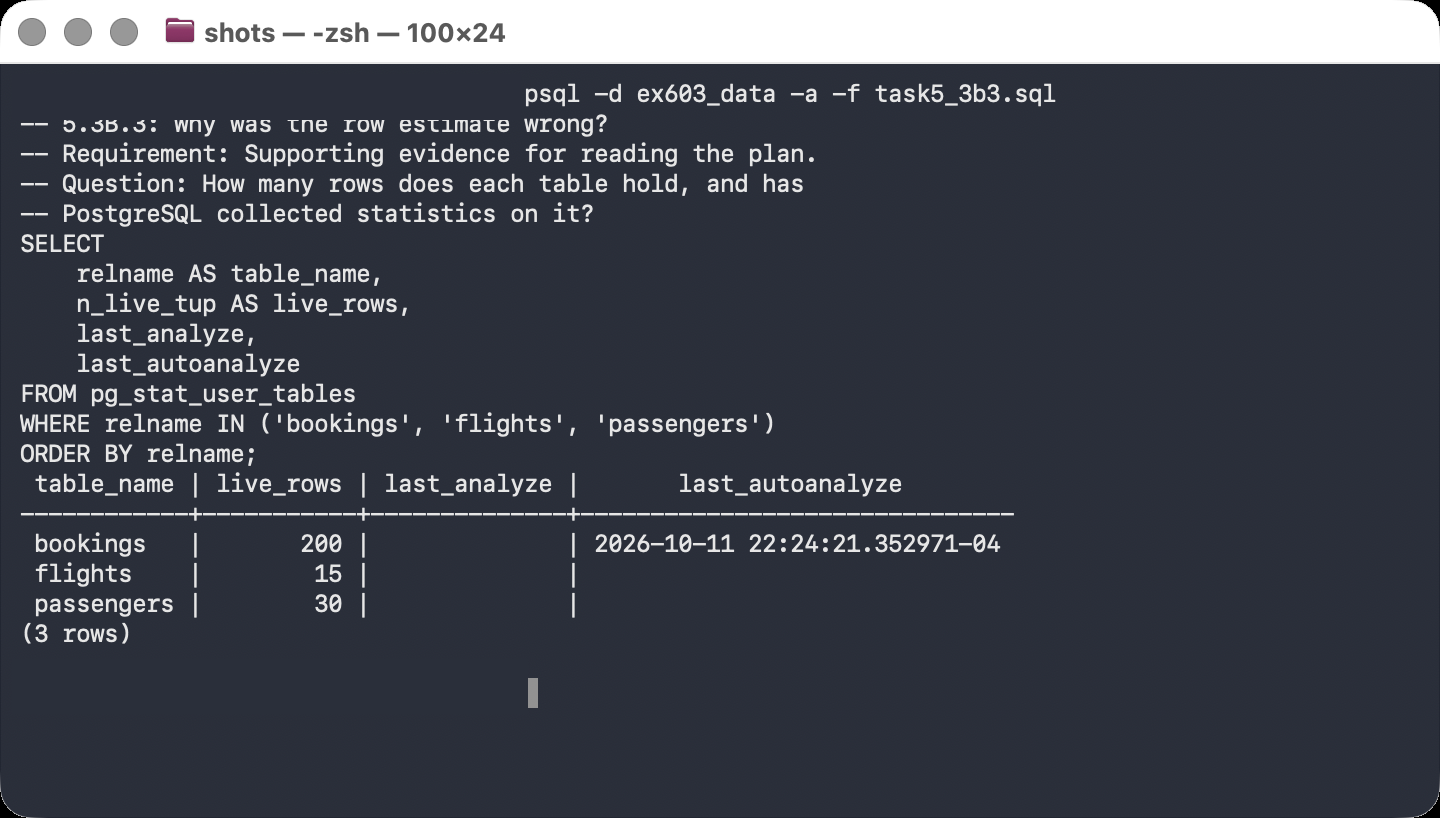 shots — -zsh — 100×24
psql -d ex603_data -a -f task5_3b3.sql
-- 5.3B.3: Why was the row estimate wrong?
-- Requirement: Supporting evidence for reading the plan.
-- Question: How many rows does each table hold, and has
-- PostgreSQL collected statistics on it?
SELECT
    relname AS table_name,
    n_live_tup AS live_rows,
    last_analyze,
    last_autoanalyze
FROM pg_stat_user_tables
WHERE relname IN ('bookings', 'flights', 'passengers')
ORDER BY relname;
 table_name | live_rows | last_analyze |       last_autoanalyze
------------+-----------+--------------+-------------------------------
 bookings   |       200 |              | 2026-10-11 22:24:21.352971-04
 flights    |        15 |              |
 passengers |        30 |              |
(3 rows)